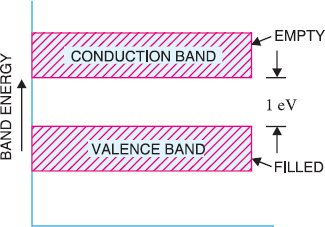 EMPTY
CONDUCTION BAND
1 eV
BAND ENERGY
VALENCE BAND
FILLED